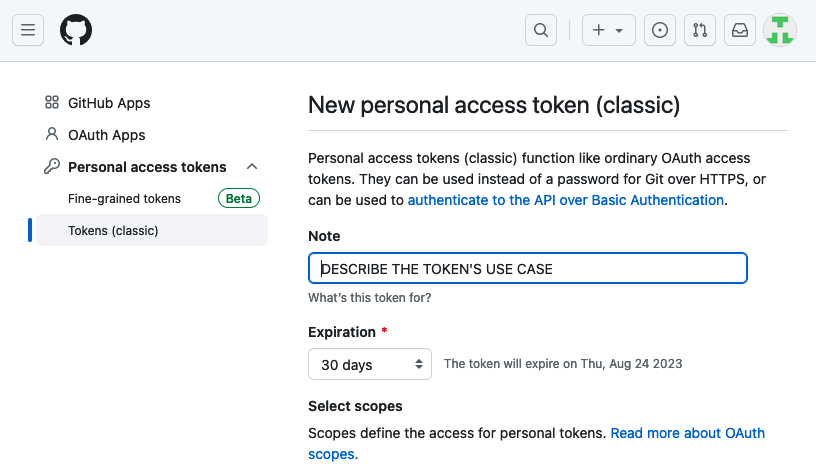 GitHub Apps
OAuth Apps
Personal access tokens
Fine-grained tokens Beta
Tokens (classic)
New personal access token (classic)
Personal access tokens (classic) function like ordinary OAuth access
tokens. They can be used instead of a password for Git over HTTPS, or
can be used to authenticate to the API over Basic Authentication.
Note
DESCRIBE THE TOKEN'S USE CASE
What's this token for?
Expiration *
30 days The token will expire on Thu, Aug 24 2023
Select scopes
Scopes define the access for personal tokens. Read more about OAuth
scopes.